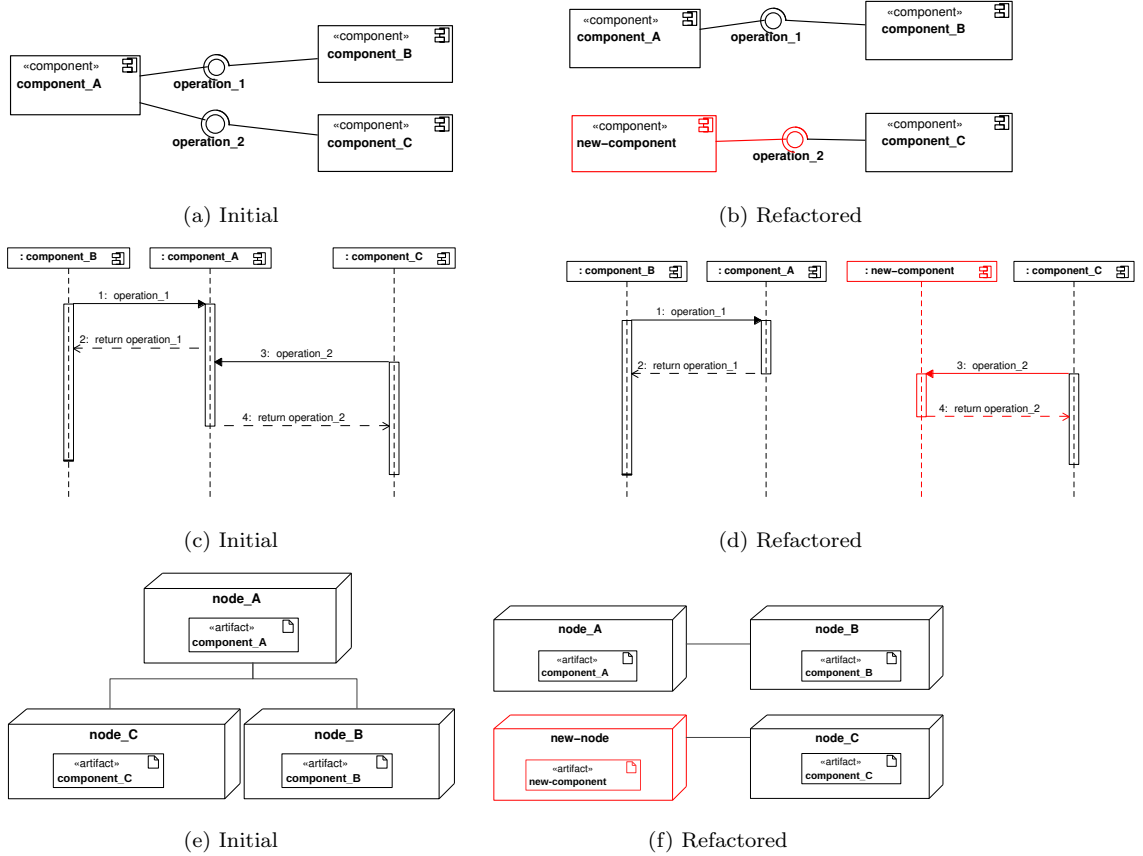 «component»
component_A
operation_1
operation_2
«component»
component_B
«component»
component_C
(a) Initial
«component»
component_A
operation_1
«component»
component_B
«component»
new−component
operation_2
«component»
component_C
(b) Refactored
: component_B
: component_A
: component_C
1: operation_1
2: return operation_1
3: operation_2
4: return operation_2
(c) Initial
: component_B
: component_A
: new−component
: component_C
1: operation_1
2: return operation_1
3: operation_2
4: return operation_2
(d) Refactored
node_A
«artifact»
component_A
node_C
«artifact»
component_C
node_B
«artifact»
component_B
(e) Initial
node_A
«artifact»
component_A
node_B
«artifact»
component_B
new-node
«artifact»
new-component
node_C
«artifact»
component_C
(f) Refactored